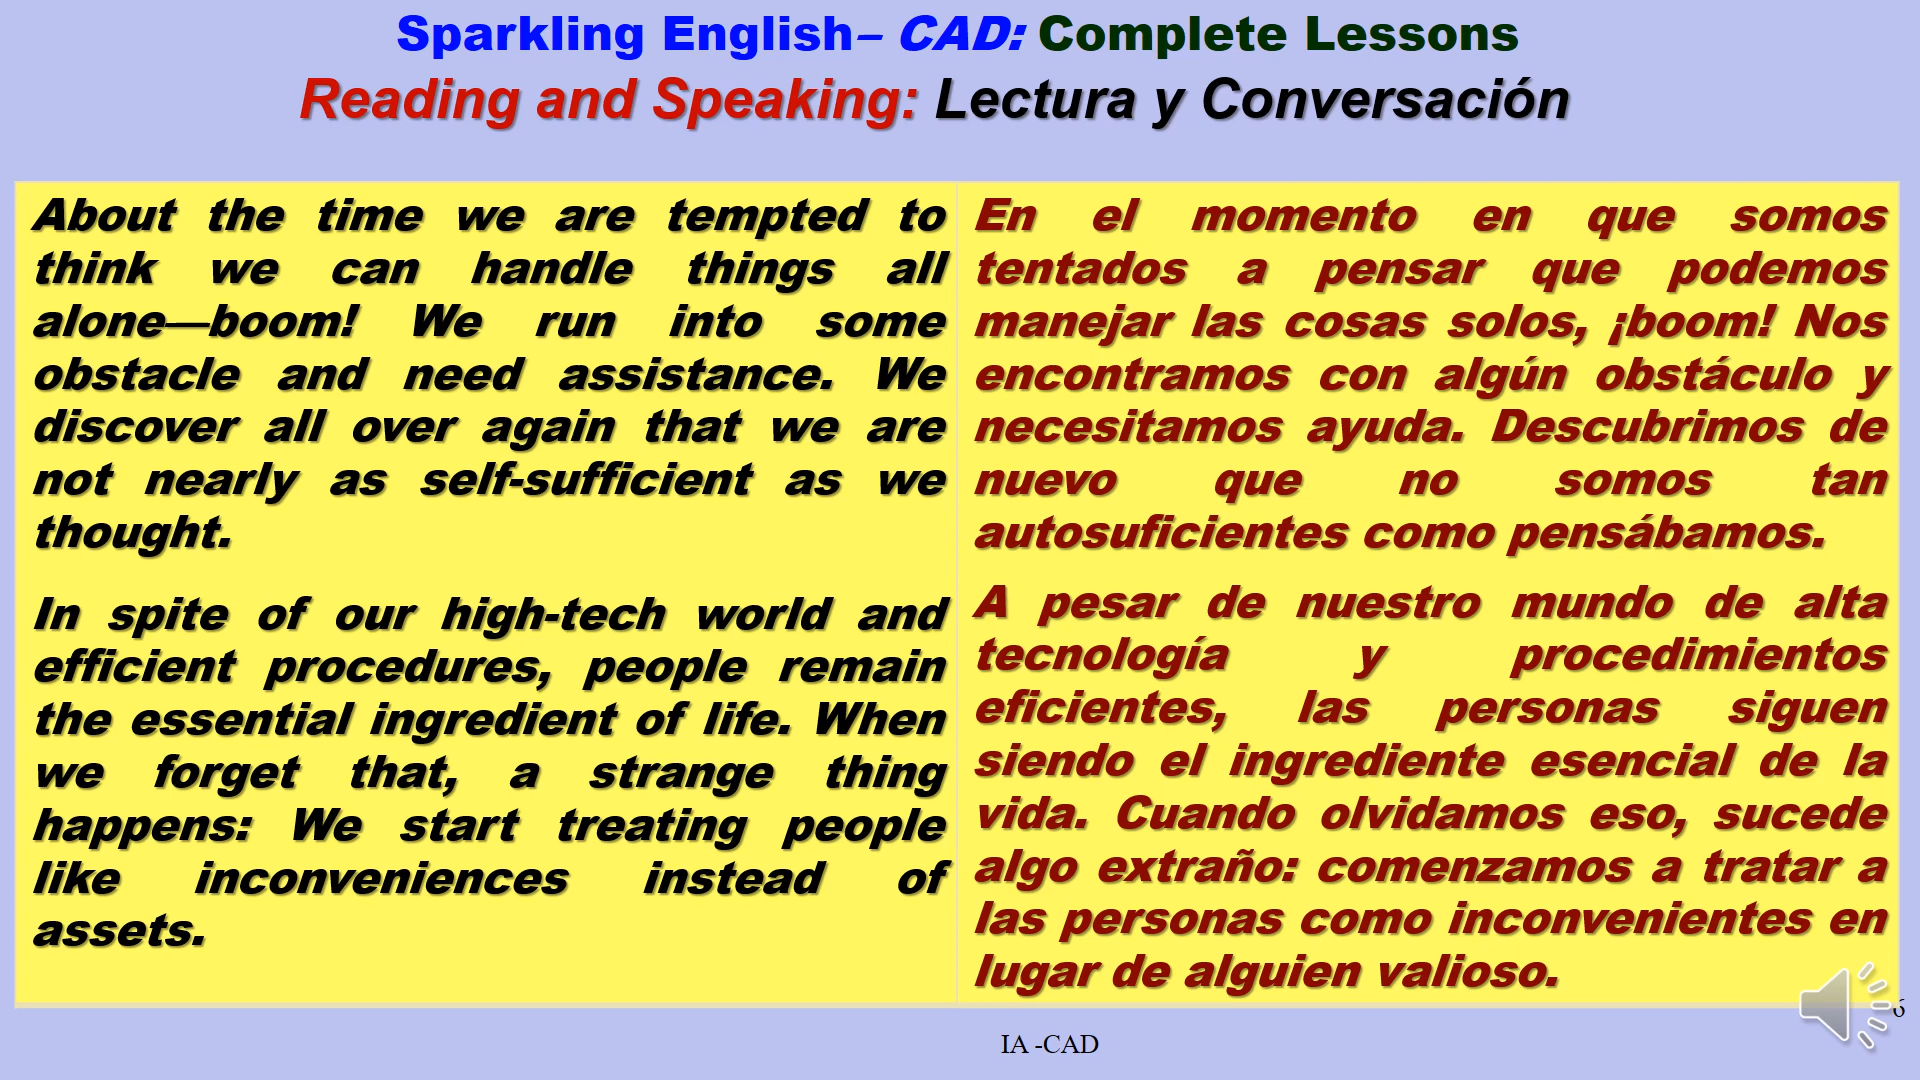 Sparkling English– CAD: Complete Lessons
Reading and Speaking: Lectura y Conversación
About the time we are tempted to
think we can handle things all
alone—boom! We run into some
obstacle and need assistance. We
discover all over again that we are
not nearly as self-sufficient as we
thought.
In spite of our high-tech world and
efficient procedures, people remain
the essential ingredient of life. When
we forget that, a strange thing
happens: We start treating people
like inconveniences instead of
assets.
En el momento en que somos
tentados a pensar que podemos
manejar las cosas solos, ¡boom! Nos
encontramos con algún obstáculo y
necesitamos ayuda. Descubrimos de
nuevo que no somos tan
autosuficientes como pensábamos.
A pesar de nuestro mundo de alta
tecnología y procedimientos
eficientes, las personas siguen
siendo el ingrediente esencial de la
vida. Cuando olvidamos eso, sucede
algo extraño: comenzamos a tratar a
las personas como inconvenientes en
lugar de alguien valioso.
6
IA -CAD